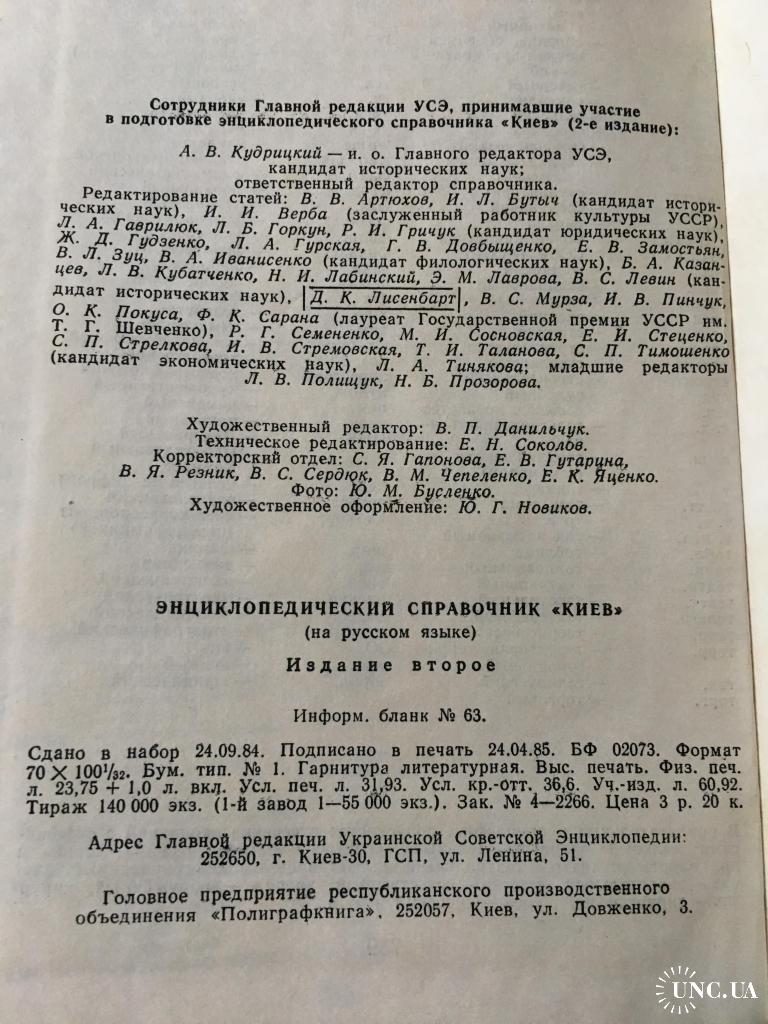 Сотрудники Главной редакции УСЭ, принимавшие участие
в подготовке энциклопедического справочника «Киев» (2-е издание):
А. В. Кудрицкий — и. о. Главного редактора УСЭ,
кандидат исторических наук;
ответственный редактор справочника.
Редактирование статей: В. В. Артюхов, И. Л. Бутыч (кандидат истори-
ческих наук), И. И. Верба (заслуженный работник культуры УССР),
Л. А. Гаврилюк, Л. Б. Горкун, Р. И. Гричук (кандидат юридических наук),
Ж. Д. Гудзенко, Л. А. Гурская, Г. В. Довбыщенко, Е. В. Замостьян,
В. Л. Зуц, В. А. Иванисенко (кандидат филологических наук), Б. А. Казан-
цев, Л. В. Кубатченко, Н. И. Лабинский, Э. М. Лаврова, В. С. Левин (кан-
дидат исторических наук), Д. К. Лисенбарт, В. С. Мурза, И. В. Пинчук,
О. К. Покуса, Ф. К. Сарана (лауреат Государственной премии УССР им.
Т. Г. Шевченко), Р. Г. Семененко, М. И. Сосновская, Е. И. Стеценко,
С. П. Стрелкова, И. В. Стремовская, Т. И. Таланова, С. П. Тимошенко
(кандидат экономических наук), Л. А. Тинякова; младшие редакторы
Л. В. Полищук, Н. Б. Прозорова.
Художественный редактор: В. П. Данильчук.
Техническое редактирование: Е. Н. Соколов.
Корректорский отдел: С. Я. Гапонова, Е. В. Гутарина,
В. Я. Резник, В. С. Сердюк, В. М. Чепеленко, Е. К. Яценко.
Фото: Ю. М. Бусленко.
Художественное оформление: Ю. Г. Новиков.
ЭНЦИКЛОПЕДИЧЕСКИЙ СПРАВОЧНИК «КИЕВ»
(на русском языке)
Издание второе
Информ. бланк № 63.
Сдано в набор 24.09.84. Подписано в печать 24.04.85. БФ 02073. Формат
70 × 100¹/₃₂. Бум. тип. № 1. Гарнитура литературная. Выс. печать. Физ. печ.
л. 23,75 + 1,0 л. вкл. Усл. печ. л. 31,93. Усл. кр.-отт. 36,6. Уч.-изд. л. 60,92.
Тираж 140 000 экз. (1-й завод 1—55 000 экз.). Зак. № 4—2266. Цена 3 р. 20 к.
Адрес Главной редакции Украинской Советской Энциклопедии:
252650, г. Киев-30, ГСП, ул. Ленина, 51.
Головное предприятие республиканского производственного
объединения «Полиграфкнига», 252057, Киев, ул. Довженко, 3.
UNC.UA